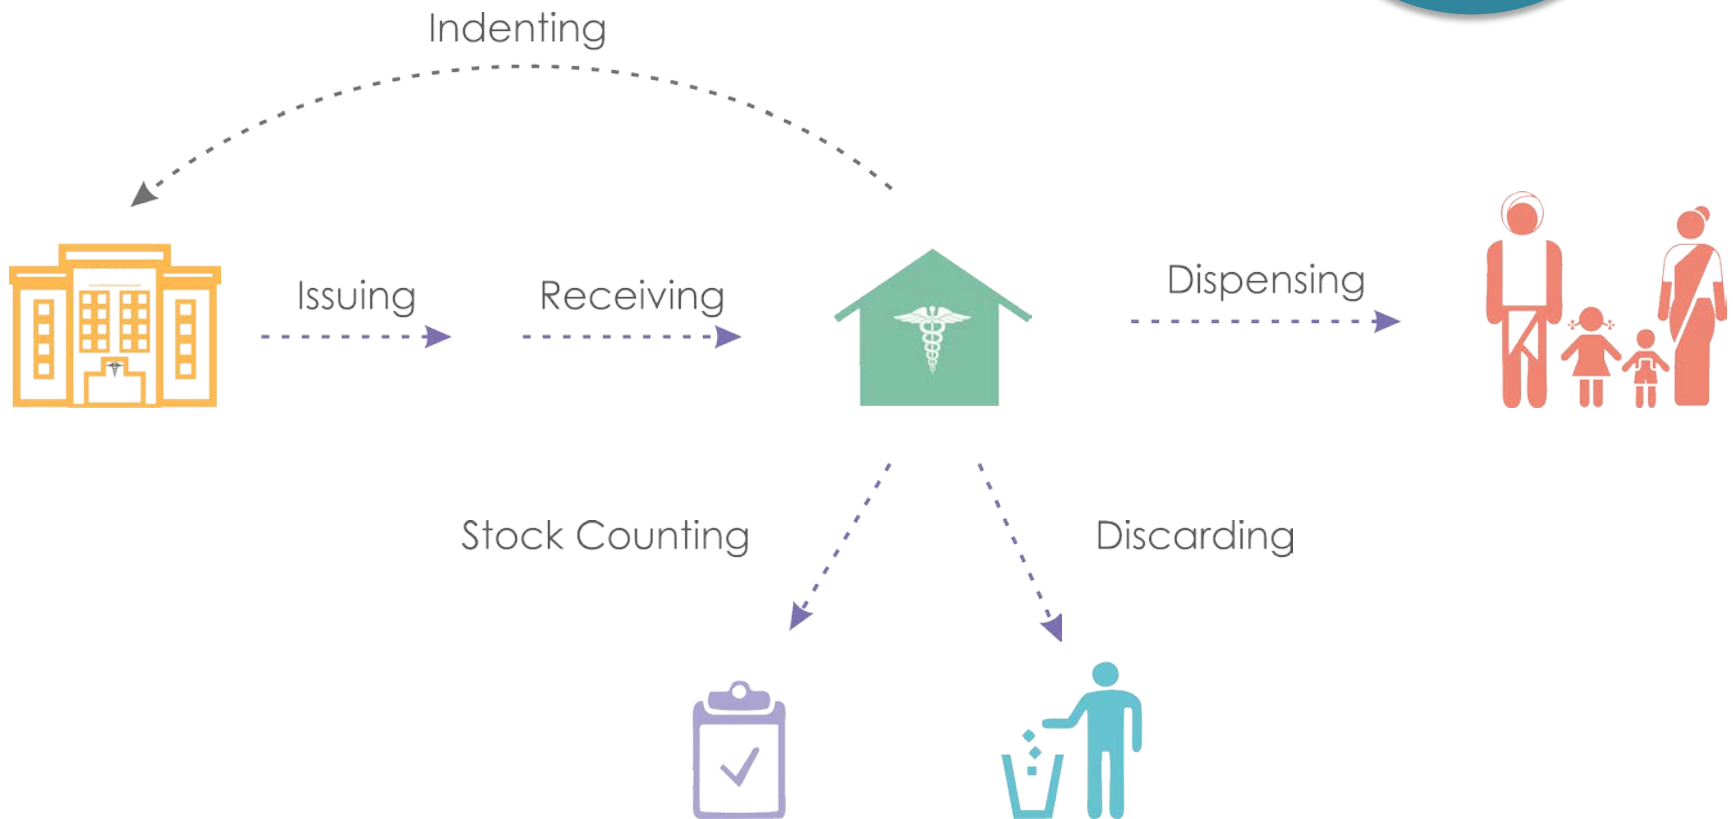 Indenting
Issuing
Receiving
Dispensing
Stock Counting
Discarding